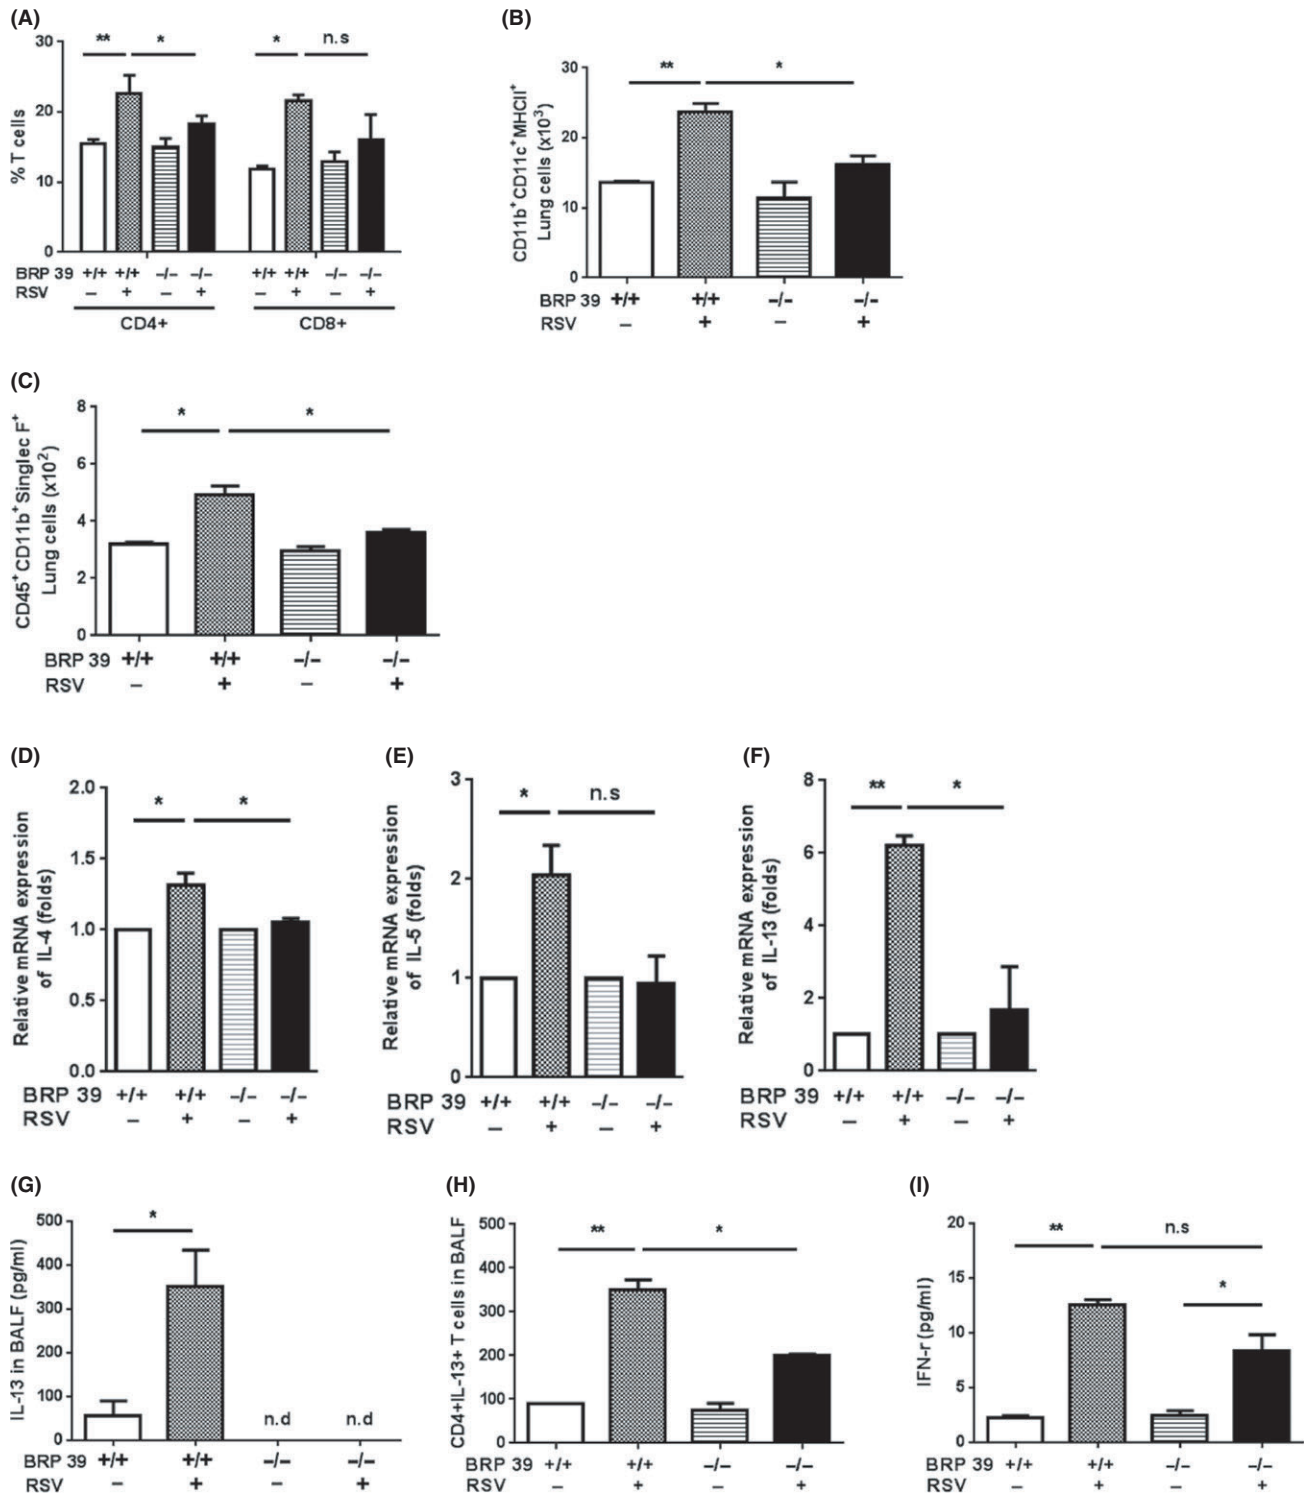 (A)
** * * n.s
% T cells
30
20
10
0
BRP 39 +/+ +/+ –/– –/– +/+ +/+ –/– –/–
RSV – + – + – + – +
CD4+ CD8+
(B)
** *
CD11b+CD11c+MHCII+
Lung cells (x103)
30
20
10
0
BRP 39 +/+ +/+ –/– –/–
RSV – + – +
(C)
* *
CD45+CD11b+Singlec F+
Lung cells (x102)
8
6
4
2
0
BRP 39 +/+ +/+ –/– –/–
RSV – + – +
(D)
* *
Relative mRNA expression
of IL-4 (folds)
2.0
1.5
1.0
0.5
0.0
BRP 39 +/+ +/+ –/– –/–
RSV – + – +
(E)
* n.s
Relative mRNA expression
of IL-5 (folds)
3
2
1
0
BRP 39 +/+ +/+ –/– –/–
RSV – + – +
(F)
** *
Relative mRNA expression
of IL-13 (folds)
8
6
4
2
0
BRP 39 +/+ +/+ –/– –/–
RSV – + – +
(G)
*
IL-13 in BALF (pg/ml)
500
400
300
200
100
0
n.d n.d
BRP 39 +/+ +/+ –/– –/–
RSV – + – +
(H)
** *
CD4+IL-13+ T cells in BALF
500
400
300
200
100
0
BRP 39 +/+ +/+ –/– –/–
RSV – + – +
(I)
** n.s
*
IFN-r (pg/ml)
20
15
10
5
0
BRP 39 +/+ +/+ –/– –/–
RSV – + – +